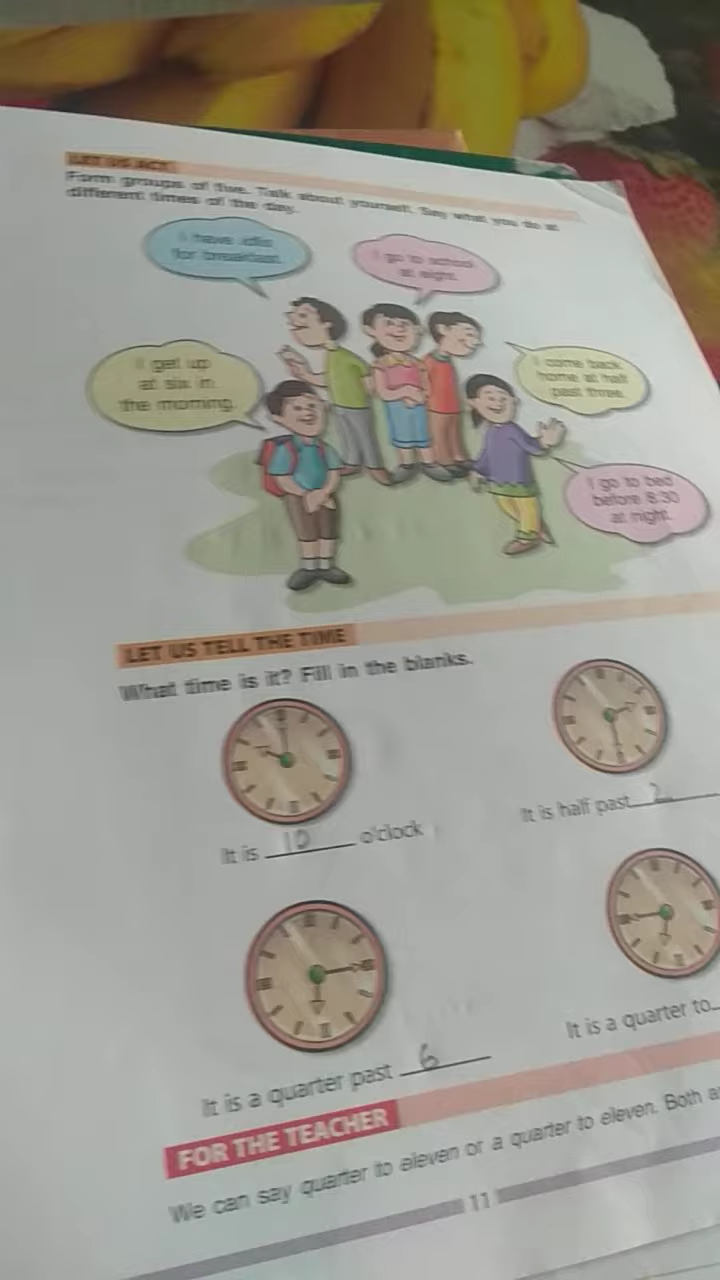 LET US ACT
Form groups of five. Talk about yourself. Say what you do at
different times of the day.
I have idlis
for breakfast.
I go to school
at eight.
I get up
at six in
the morning.
I come back
home at half
past three.
I go to bed
before 8:30
at night.
LET US TELL THE TIME
What time is it? Fill in the blanks.
It is 10 o'clock
It is half past 2
It is a quarter past 6
It is a quarter to
FOR THE TEACHER
We can say quarter to eleven or a quarter to eleven. Both
11